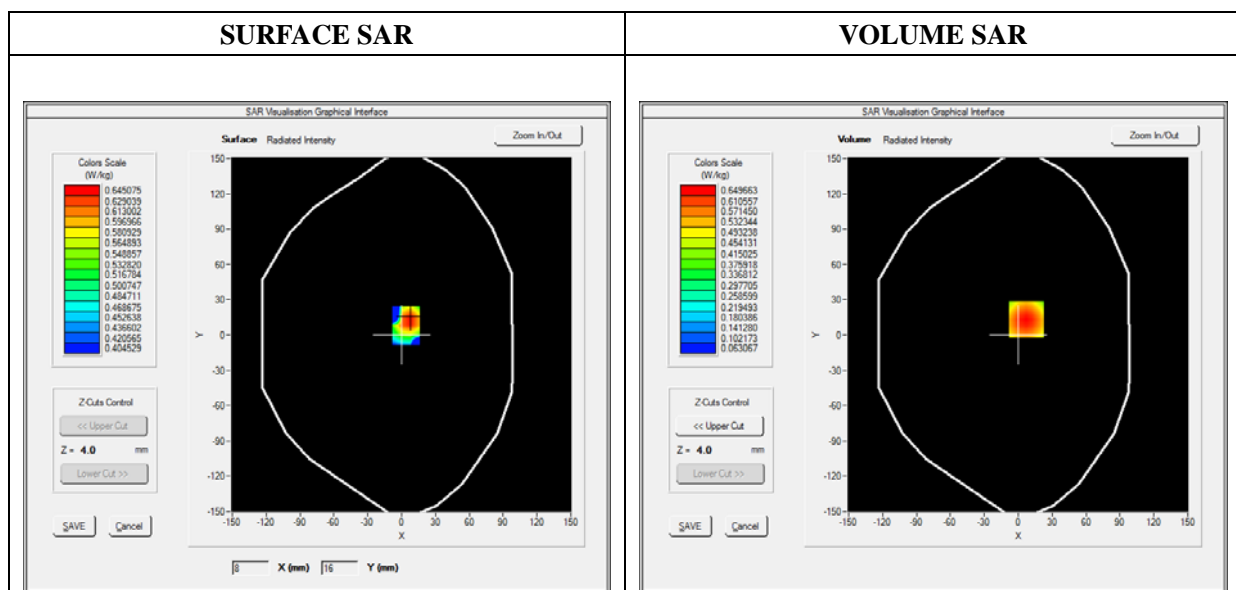 SURFACE SAR
VOLUME SAR
SAR Visualisation Graphical Interface
Surface Radiated Intensity
Zoom In/Out
Colors Scale
(W/kg)
0.645075
0.629039
0.613002
0.596966
0.580929
0.564893
0.548857
0.532820
0.516784
0.500747
0.484711
0.468675
0.452638
0.436602
0.420565
0.404529
Z-Cuts Control
<< Upper Cut
Z = 4.0 mm
Lower Cut >>
SAVE Cancel
150
120
90
60
30
0
-30
-60
-90
-120
-150
Y
-150 -120 -90 -60 -30 0 30 60 90 120 150
X
8 X (mm) 16 Y (mm)
SAR Visualisation Graphical Interface
Volume Radiated Intensity
Zoom In/Out
Colors Scale
(W/kg)
0.649663
0.610557
0.571450
0.532344
0.493238
0.454131
0.415025
0.375918
0.336812
0.297705
0.258599
0.219493
0.180386
0.141280
0.102173
0.063067
Z-Cuts Control
<< Upper Cut
Z = 4.0 mm
Lower Cut >>
SAVE Cancel
150
120
90
60
30
0
-30
-60
-90
-120
-150
Y
-150 -120 -90 -60 -30 0 30 60 90 120 150
X